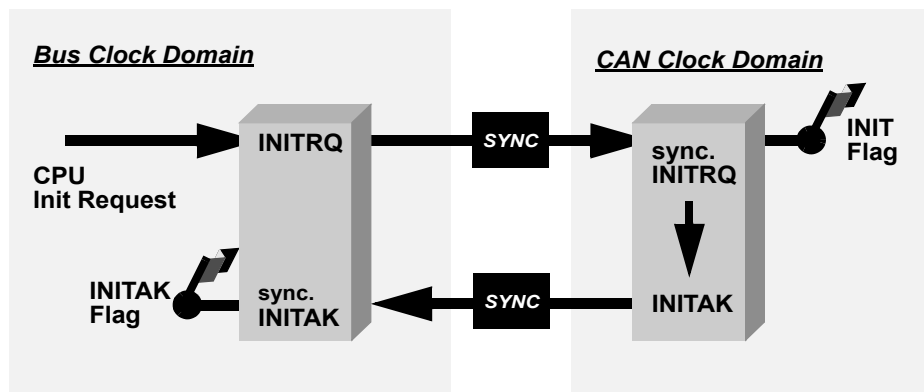 Bus Clock Domain
CAN Clock Domain
INITRQ
SYNC
sync.
INITRQ
INIT
Flag
CPU
Init Request
INITAK
Flag
sync.
INITAK
SYNC
INITAK